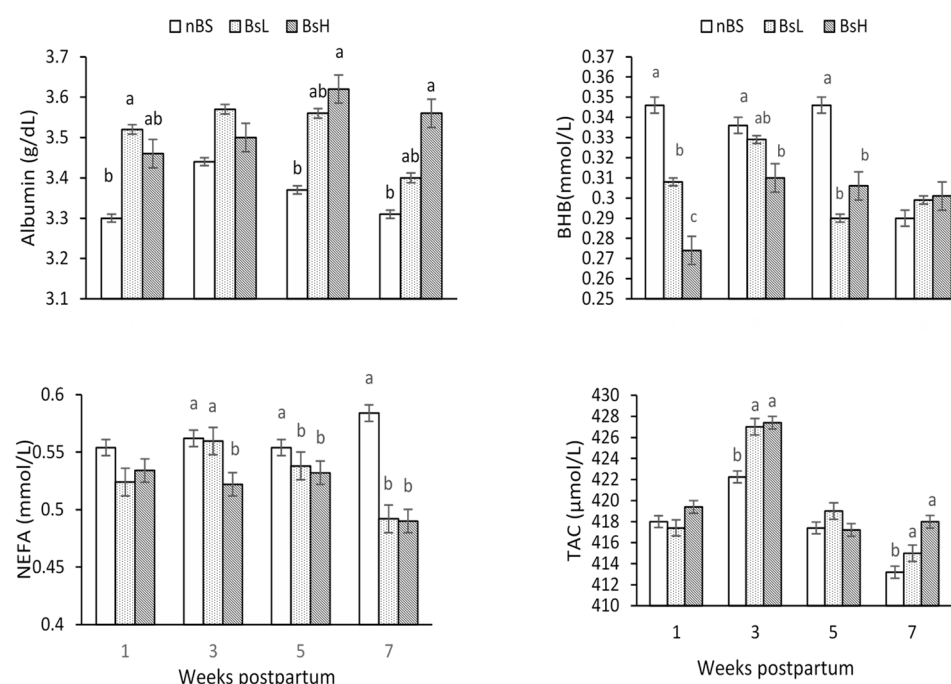 nBS BsL BsH
Albumin (g/dL)
3.7
3.6
3.5
3.4
3.3
3.2
3.1
b a ab
b ab a
b ab a
nBS BsL BsH
BHB(mmol/L)
0.37
0.36
0.35
0.34
0.33
0.32
0.31
0.3
0.29
0.28
0.27
0.26
0.25
a b c
a ab b
a b b
NEFA (mmol/L)
0.6
0.55
0.5
0.45
0.4
a a b
a b b
a b b
1 3 5 7
Weeks postpartum
TAC (µmol/L)
430
428
426
424
422
420
418
416
414
412
410
b a a
b a a
1 3 5 7
Weeks postpartum